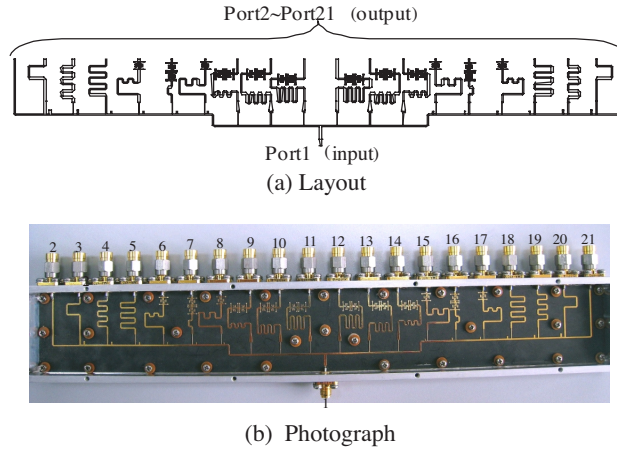 Port2~Port21 (output)
Port1 (input)
(a) Layout
2 3 4 5 6 7 8 9 10 11 12 13 14 15 16 17 18 19 20 21
1
(b) Photograph